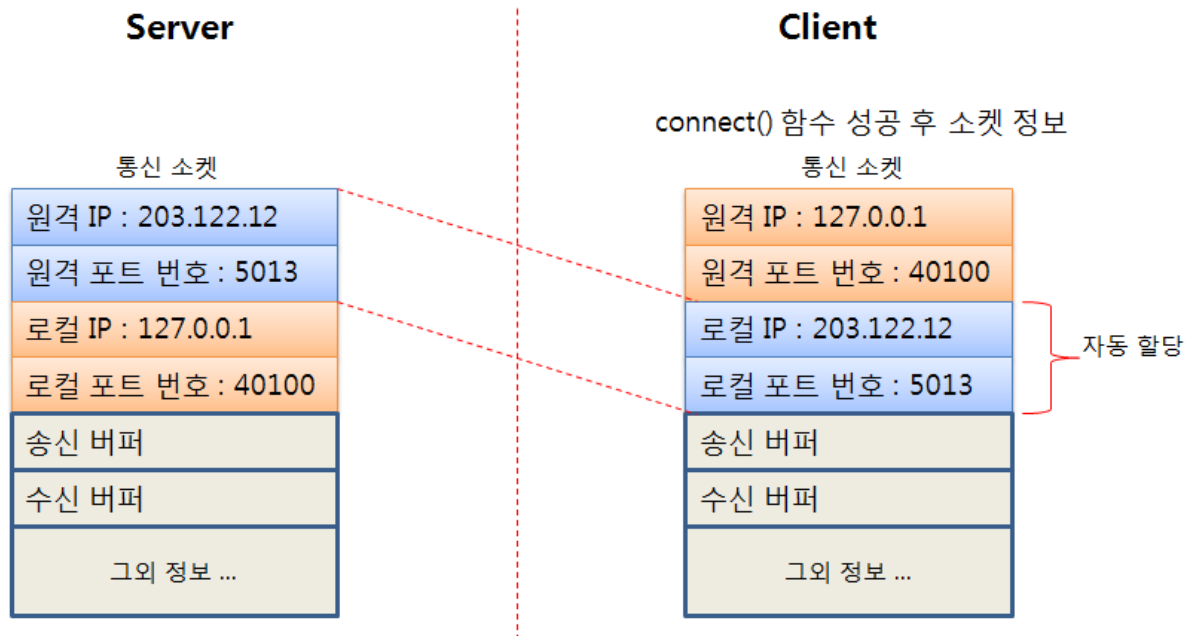 Server
Client
connect() 함수 성공 후 소켓 정보
통신 소켓
원격 IP : 203.122.12
원격 포트 번호 : 5013
로컬 IP : 127.0.0.1
로컬 포트 번호 : 40100
송신 버퍼
수신 버퍼
그외 정보 ...
통신 소켓
원격 IP : 127.0.0.1
원격 포트 번호 : 40100
로컬 IP : 203.122.12
로컬 포트 번호 : 5013
송신 버퍼
수신 버퍼
그외 정보 ...
자동 할당